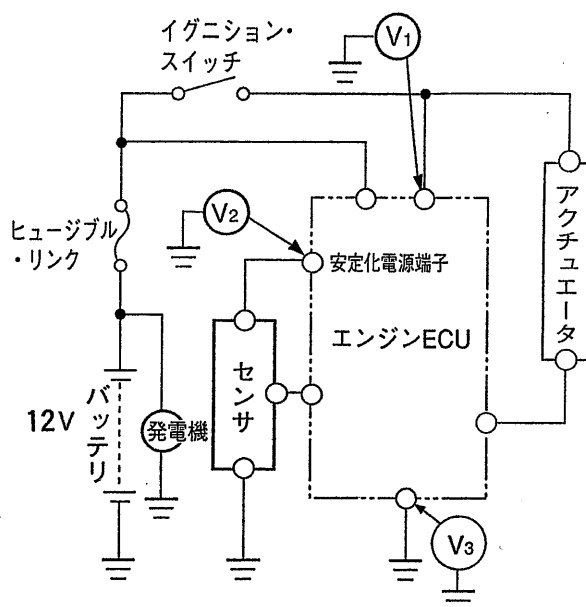 イグニション・
スイッチ
V1
V2
ヒュージブル
・リンク
安定化電源端子
アクチュエータ
エンジンECU
センサ
12V
バッテリ
発電機
V3